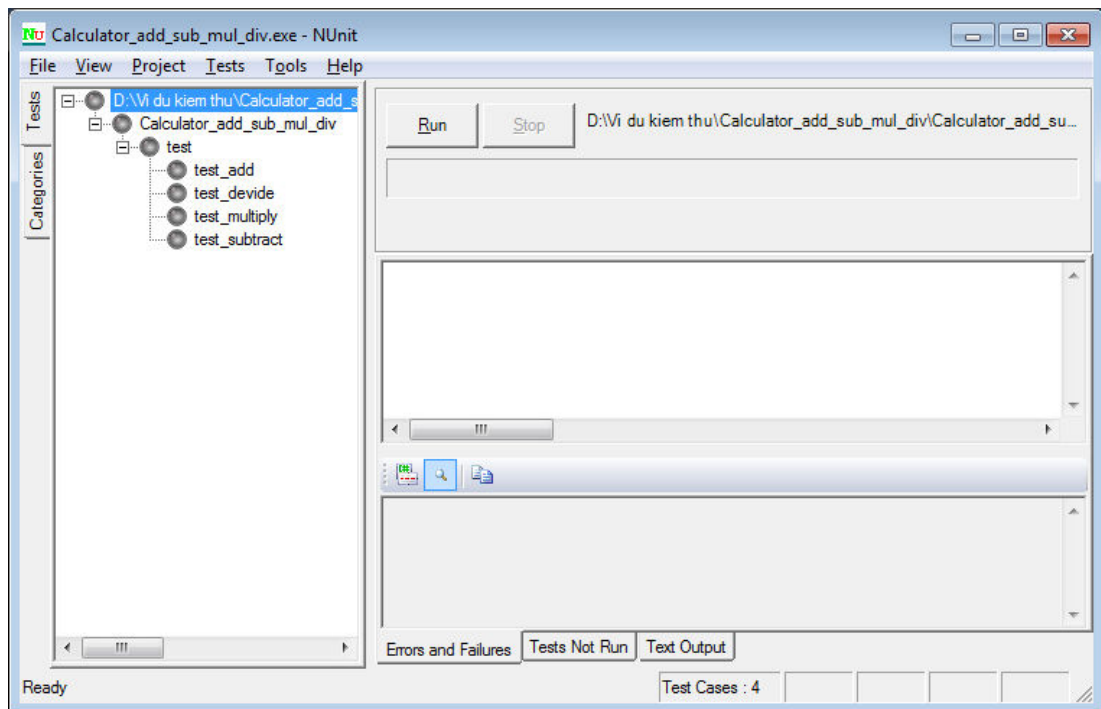 NU Calculator_add_sub_mul_div.exe - NUnit
File View Project Tests Tools Help
Tests
Categories
D:\Vi du kiem thu\Calculator_add_s
Calculator_add_sub_mul_div
test
test_add
test_devide
test_multiply
test_subtract
Run Stop D:\Vi du kiem thu\Calculator_add_sub_mul_div\Calculator_add_su...
Errors and Failures Tests Not Run Text Output
Ready Test Cases : 4